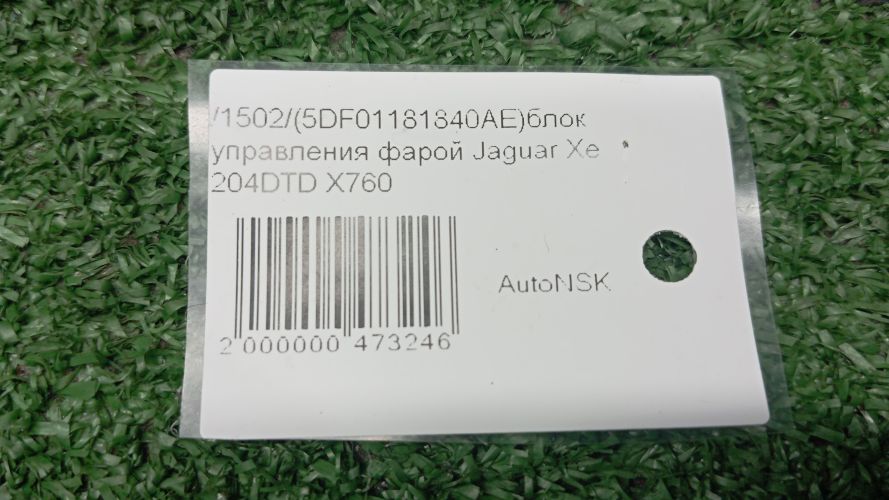 /1502/(5DF01181840AE)блок
управления фарой Jaguar Xe
204DTD X760
AutoNSK
2 000000 473246